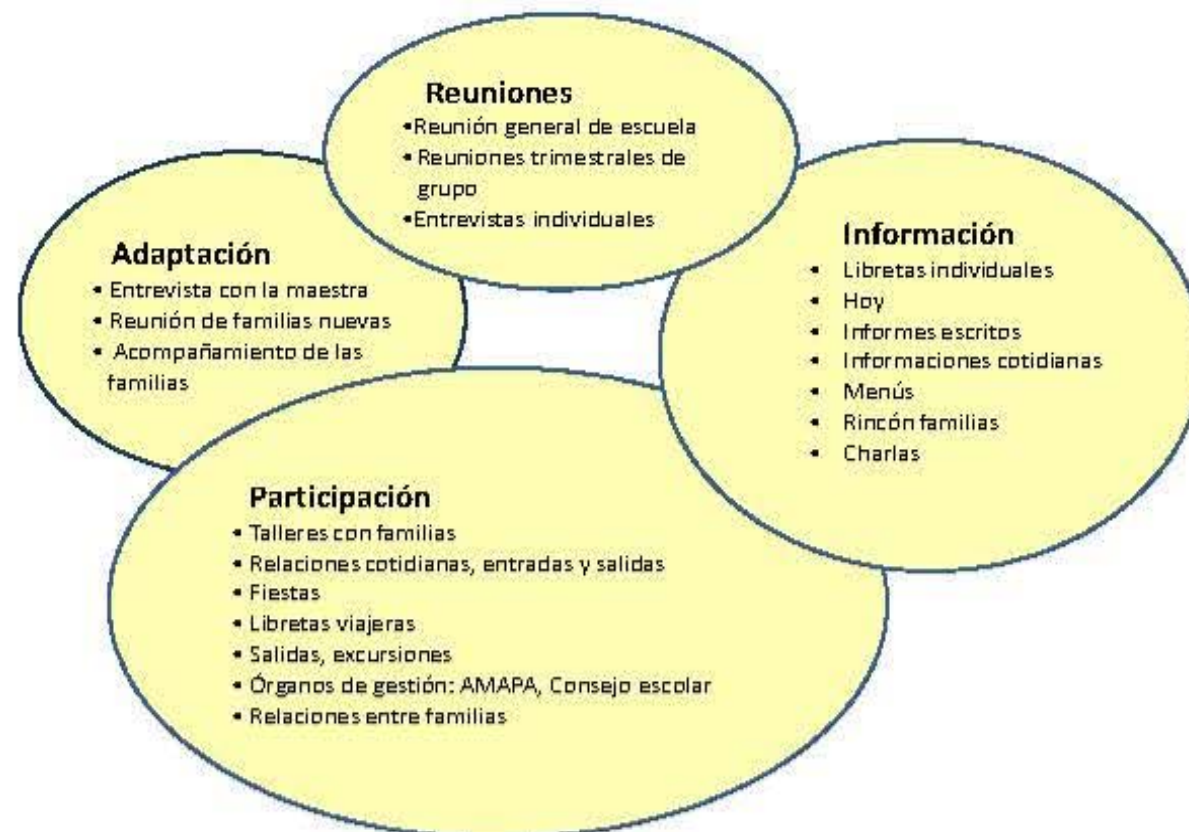 Reuniones
•Reunión general de escuela
• Reuniones trimestrales de
grupo
•Entrevistas individuales
Adaptación
• Entrevista con la maestra
• Reunión de familias nuevas
• Acompañamiento de las
familias
Información
• Libretas individuales
• Hoy
• Informes escritos
• Informaciones cotidianas
• Menús
• Rincón familias
• Charlas
Participación
• Talleres con familias
• Relaciones cotidianas, entradas y salidas
• Fiestas
• Libretas viajeras
• Salidas, excursiones
• Órganos de gestión: AMAPA, Consejo escolar
• Relaciones entre familias